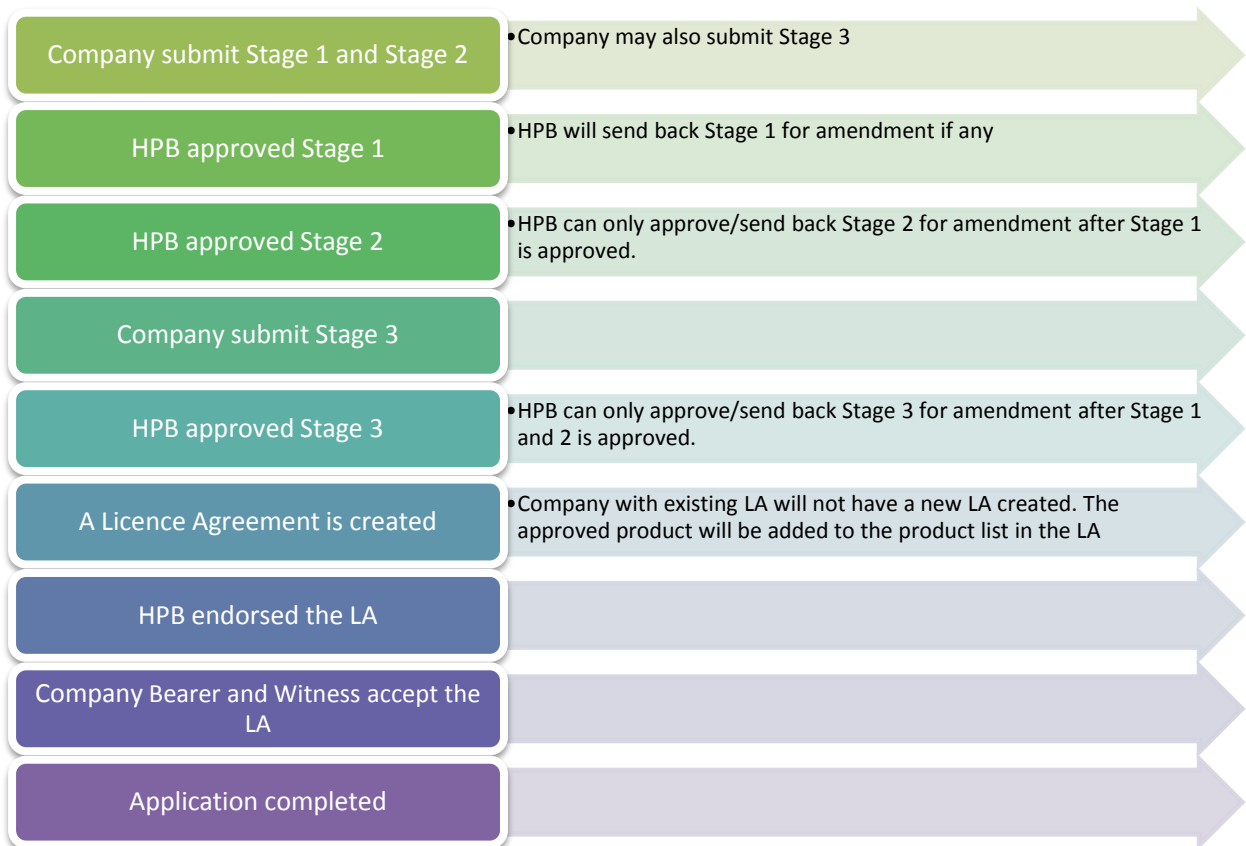 Company submit Stage 1 and Stage 2
•Company may also submit Stage 3
HPB approved Stage 1
•HPB will send back Stage 1 for amendment if any
HPB approved Stage 2
•HPB can only approve/send back Stage 2 for amendment after Stage 1
is approved.
Company submit Stage 3
HPB approved Stage 3
•HPB can only approve/send back Stage 3 for amendment after Stage 1
and 2 is approved.
A Licence Agreement is created
•Company with existing LA will not have a new LA created. The
approved product will be added to the product list in the LA
HPB endorsed the LA
Company Bearer and Witness accept the
LA
Application completed